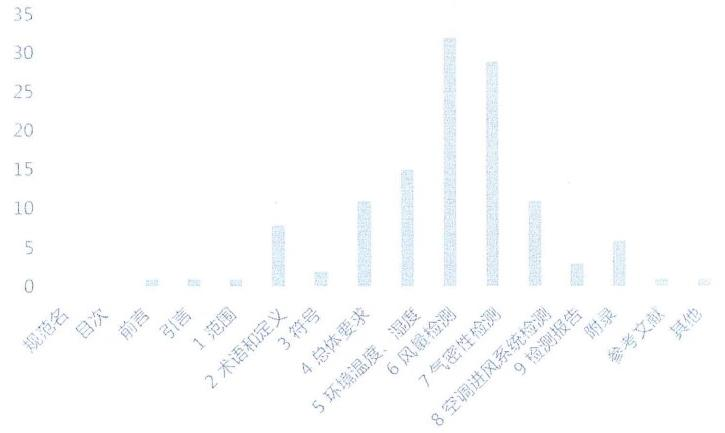 35
30
25
20
15
10
5
0
规范名
目次
前言
引言
1 范围
2 术语和定义
3 符号
4 总体要求
5 环境温度、湿度
6 风量检测
7 气密性检测
8 空调进风系统检测
9 检测报告
附录
参考文献
其他